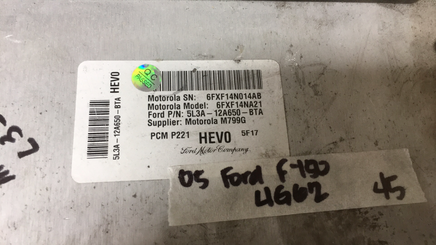 HEVO
5L3A-12A650-BTA
QC
Motorola SN: 6FXF14N014AB
Motorola Model: 6FXF14NA21
Ford P/N: 5L3A-12A650-BTA
Supplier: Motorola M799G
PCM P221 HEVO 5F17
Ford Motor Company,
05 Ford F-150
4G62 45